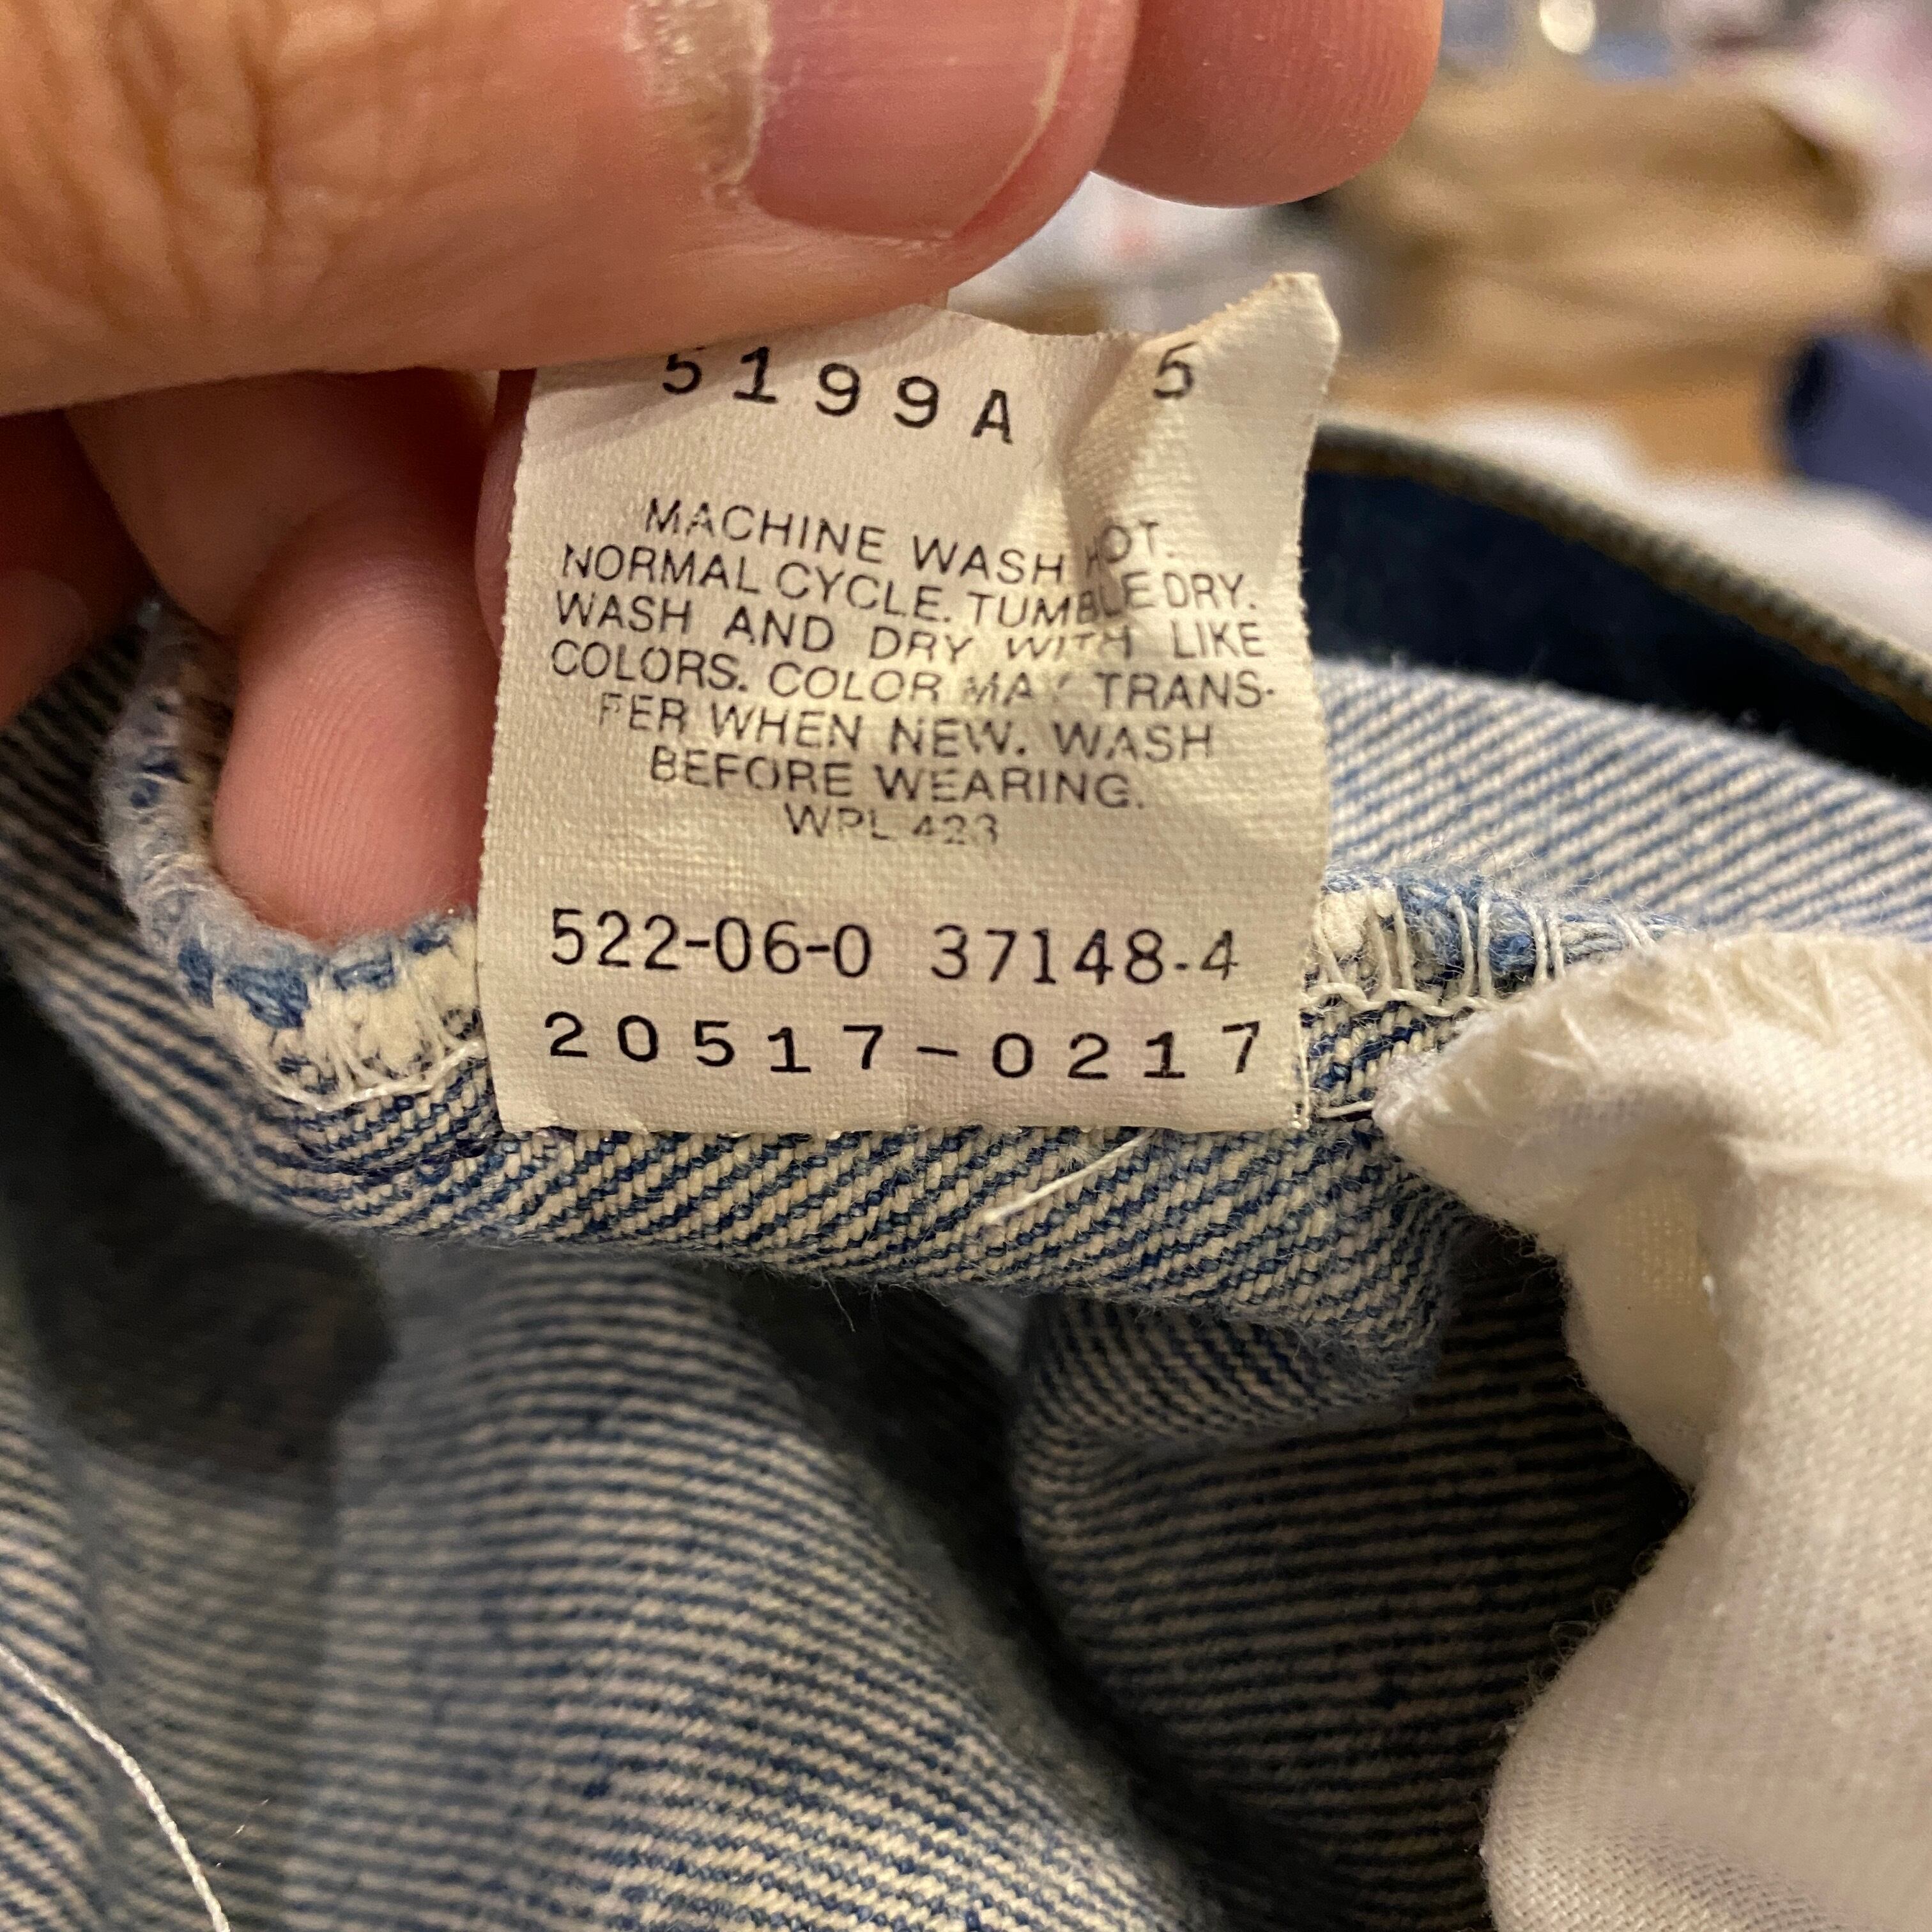 5199A 5
MACHINE WASH HOT.
NORMAL CYCLE. TUMBLE DRY.
WASH AND DRY WITH LIKE
COLORS. COLOR MAY TRANS-
FER WHEN NEW. WASH
BEFORE WEARING.
WPL 423
522-06-0 37148-4
20517-0217